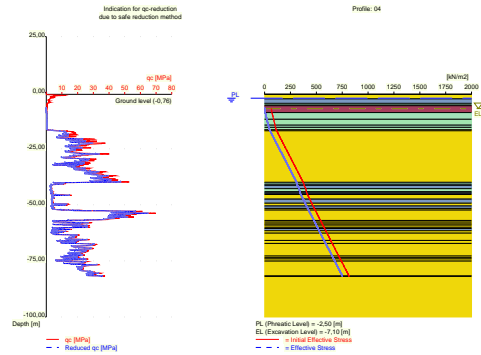 Indication for qc-reduction
due to safe reduction method
Profile: 04
25,00
qc [MPa]
[kN/m2]
0 10 20 30 40 50 60 70 80
0 250 500 750 1000 1250 1500 1750 2000
0,00
PL
Ground level (-0,76)
EL
-25,00
-50,00
-75,00
-100,00
Depth [m]
PL (Phreatic Level) = -2,50 [m]
EL (Excavation Level) = -7,10 [m]
qc [MPa]
= Initial Effective Stress
Reduced qc [MPa]
= Effective Stress